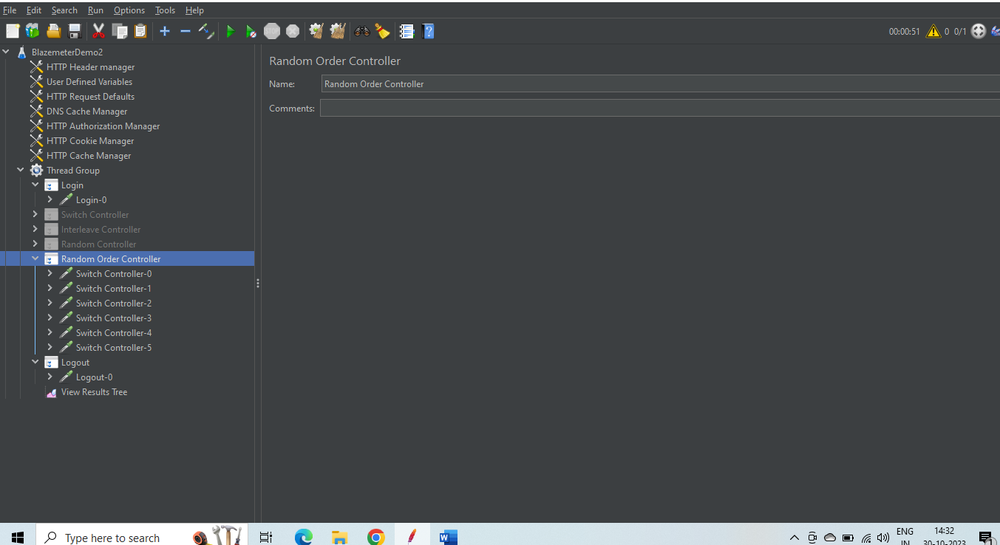 File Edit Search Run Options Tools Help
00:00:51 0 0/1
BlazemeterDemo2
HTTP Header manager
User Defined Variables
HTTP Request Defaults
DNS Cache Manager
HTTP Authorization Manager
HTTP Cookie Manager
HTTP Cache Manager
Thread Group
Login
Login-0
Switch Controller
Interleave Controller
Random Controller
Random Order Controller
Switch Controller-0
Switch Controller-1
Switch Controller-2
Switch Controller-3
Switch Controller-4
Switch Controller-5
Logout
Logout-0
View Results Tree
Random Order Controller
Name: Random Order Controller
Comments:
Type here to search
ENG
IN
14:32
30-10-2023